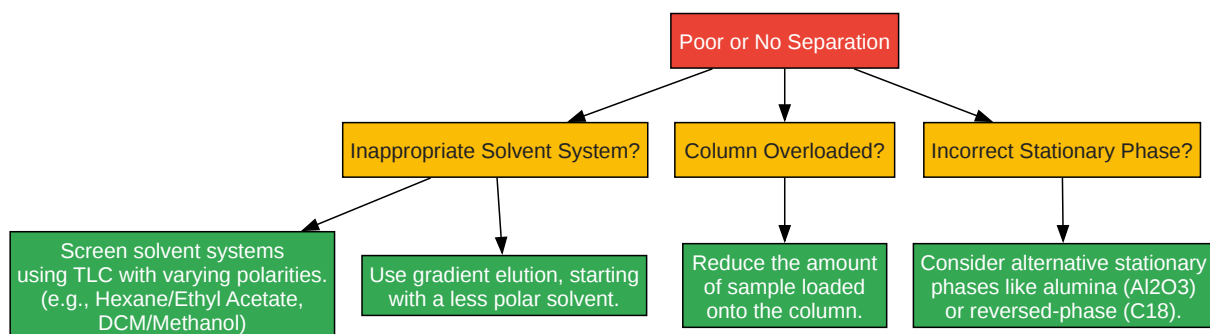 Poor or No Separation
Inappropriate Solvent System?
Column Overloaded?
Incorrect Stationary Phase?
Screen solvent systems
using TLC with varying polarities.
(e.g., Hexane/Ethyl Acetate,
DCM/Methanol)
Use gradient elution, starting
with a less polar solvent.
Reduce the amount
of sample loaded
onto the column.
Consider alternative stationary
phases like alumina (Al2O3)
or reversed-phase (C18).